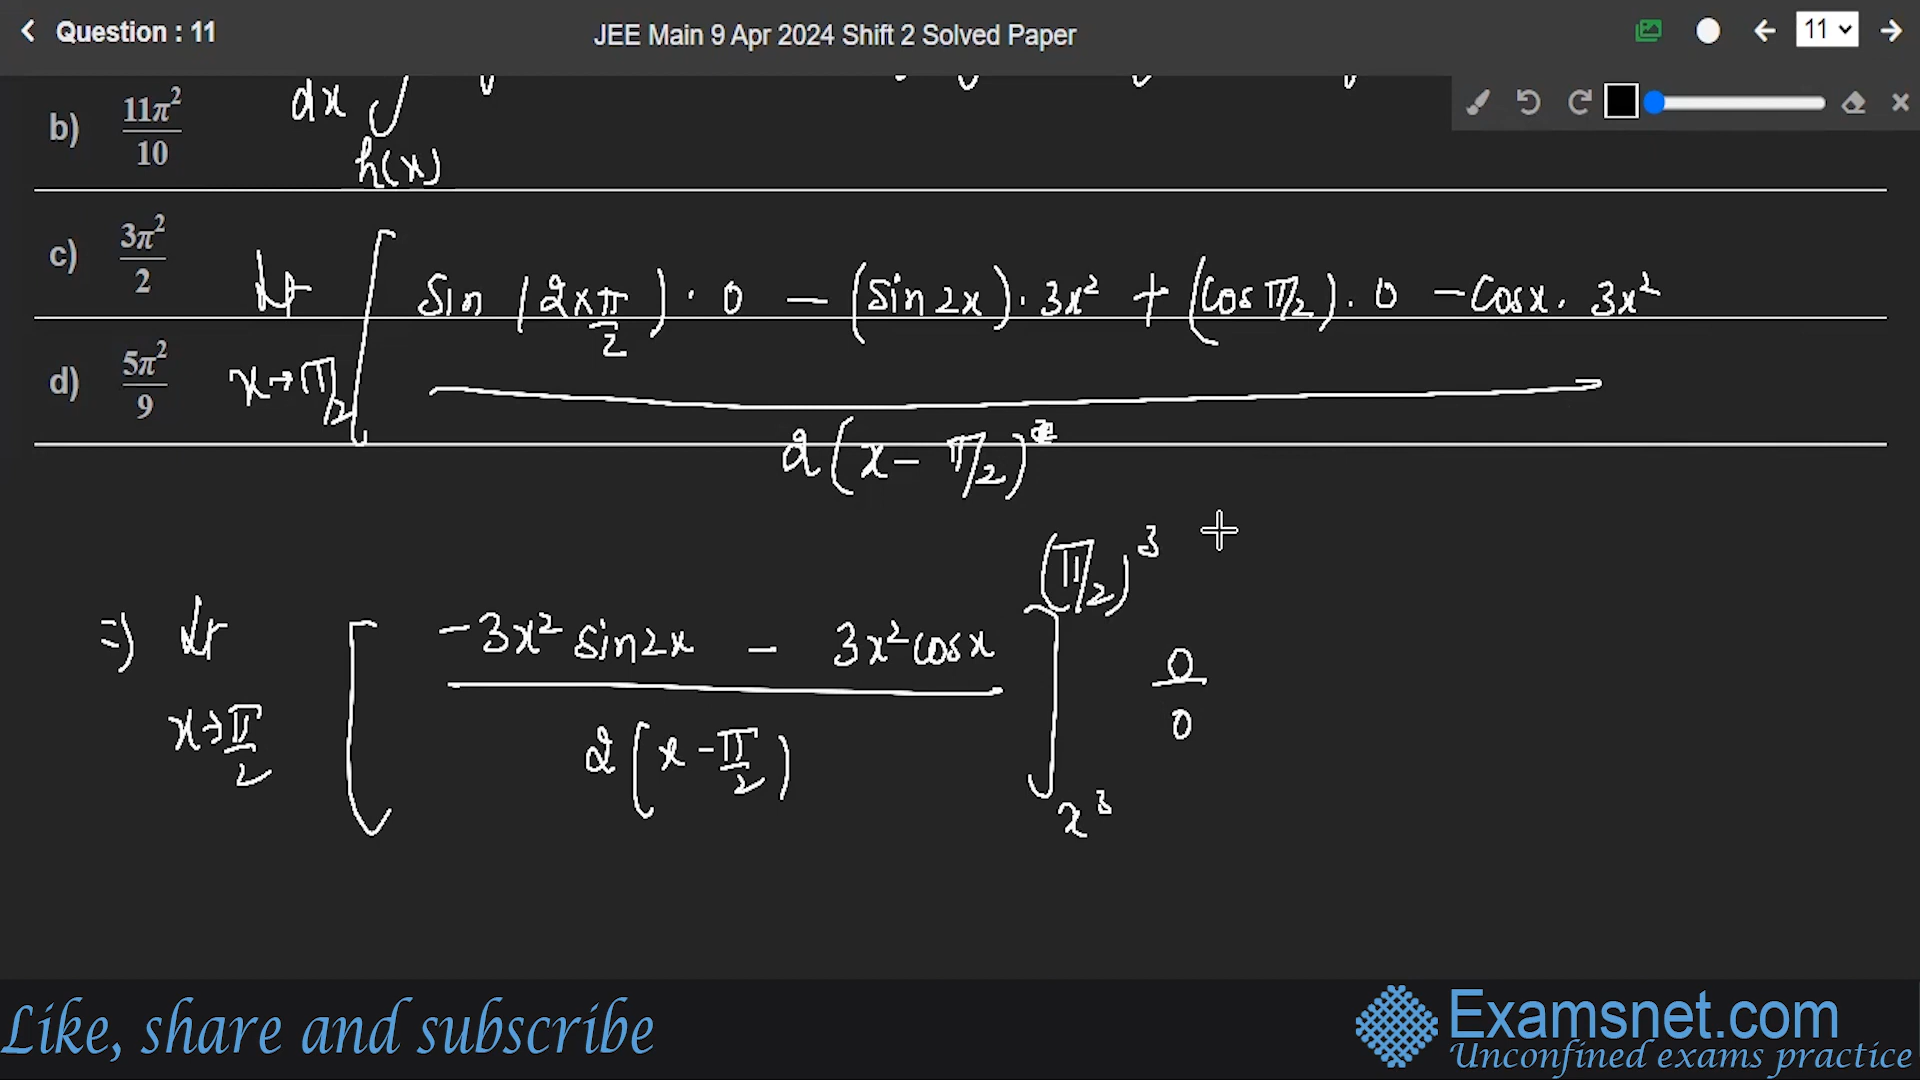 Question : 11
JEE Main 9 Apr 2024 Shift 2 Solved Paper
11
b) 11π²/10
dx
h(x)
c) 3π²/2
d) 5π²/9
Lt x→π/2 [ sin (2×π/2) · 0 − (sin 2x) · 3x² + (cos π/2) · 0 − cos x · 3x²
2(x − π/2)
(π/2)³
=) Lt x→π/2 [ −3x² sin2x − 3x² cosx / 2(x − π/2) ] 0/0
x³
Like, share and subscribe
Examsnet.com
Unconfined exams practice